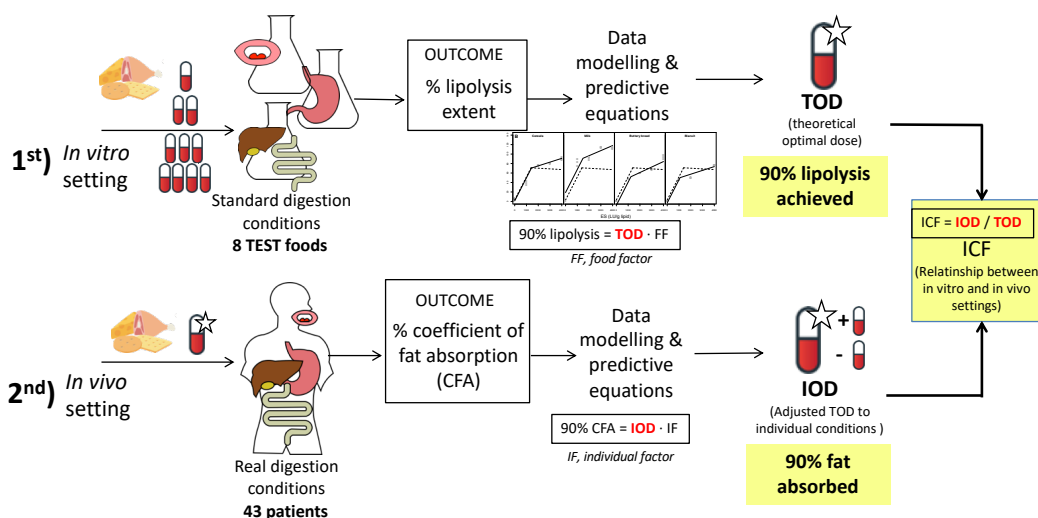 1st)
In vitro
setting
Standard digestion
conditions
8 TEST foods
OUTCOME
% lipolysis
extent
Data
modelling &
predictive
equations
90% lipolysis = TOD · FF
FF, food factor
TOD
(theoretical
optimal dose)
90% lipolysis
achieved
ICF = IOD / TOD
ICF
(Relatinship between
in vitro and in vivo
settings)
2nd)
In vivo
setting
Real digestion
conditions
43 patients
OUTCOME
% coefficient of
fat absorption
(CFA)
Data
modelling &
predictive
equations
90% CFA = IOD · IF
IF, individual factor
+
-
IOD
(Adjusted TOD to
individual conditions )
90% fat
absorbed